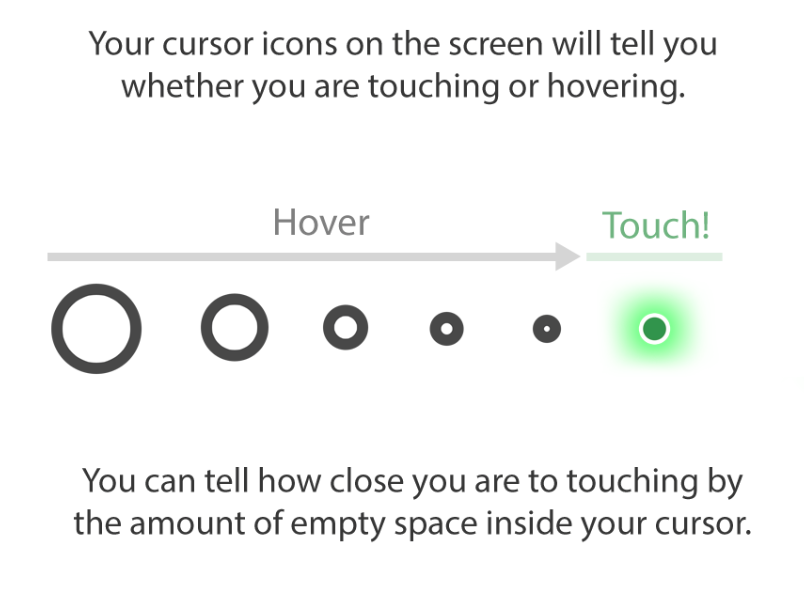 Your cursor icons on the screen will tell you
whether you are touching or hovering.
Hover
Touch!
You can tell how close you are to touching by
the amount of empty space inside your cursor.